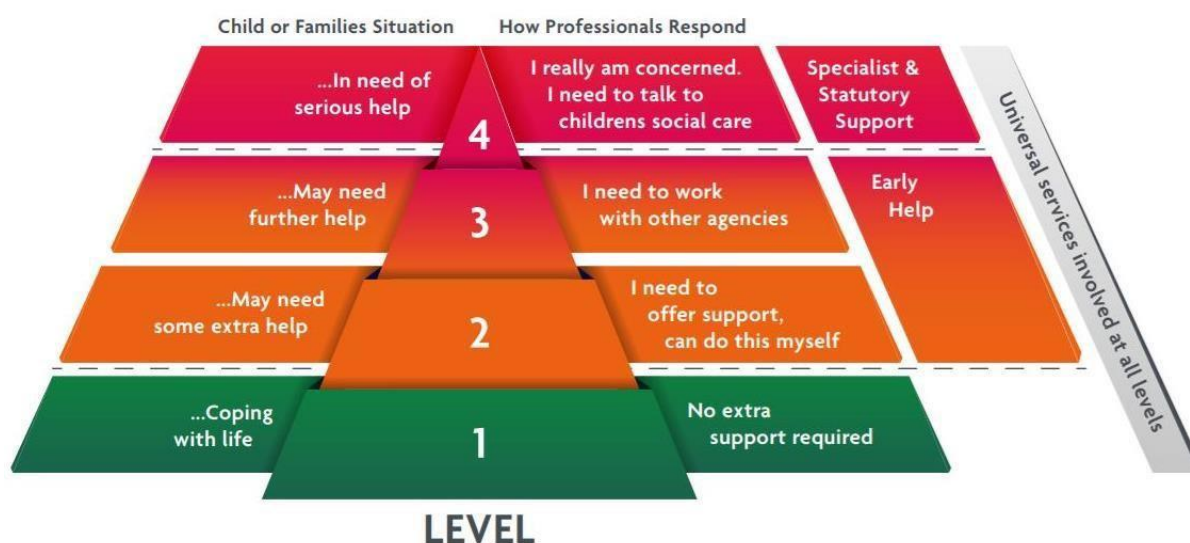 Child or Families Situation
How Professionals Respond
...In need of
serious help
4
I really am concerned.
I need to talk to
childrens social care
Specialist &
Statutory
Support
...May need
further help
3
I need to work
with other agencies
Early
Help
...May need
some extra help
2
I need to
offer support,
can do this myself
...Coping
with life
1
No extra
support required
Universal services involved at all levels
LEVEL